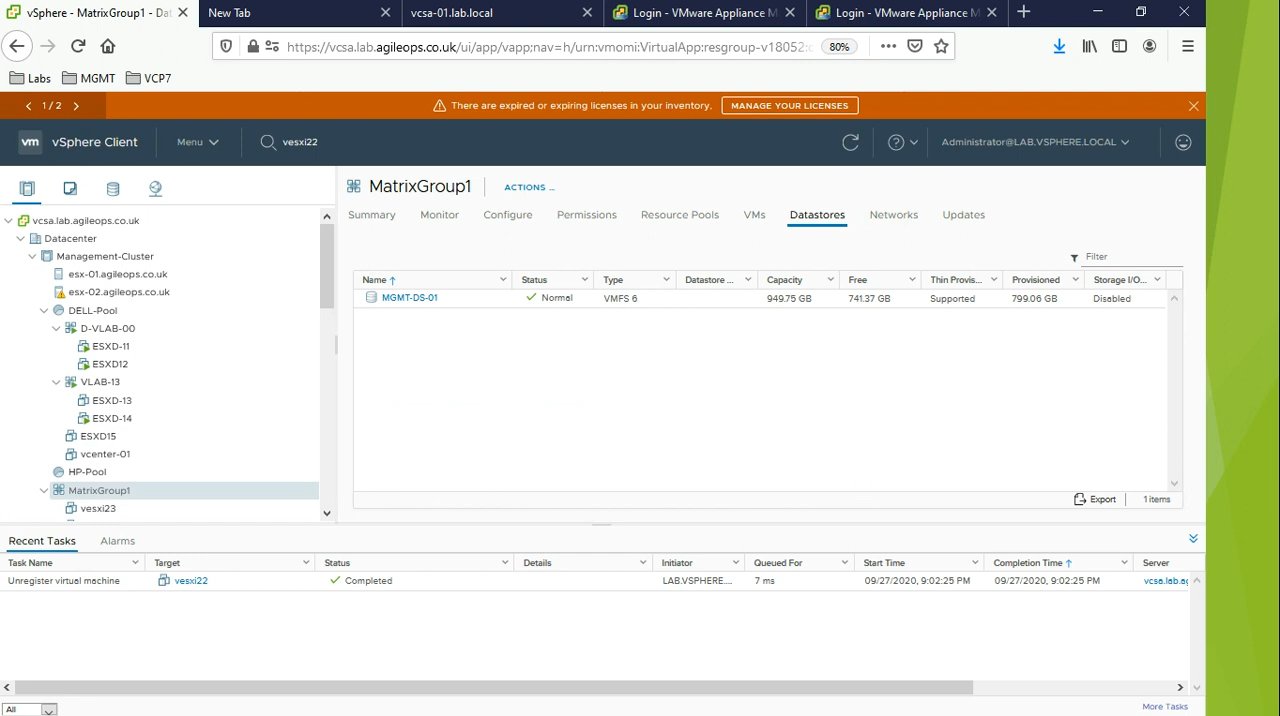 vSphere - MatrixGroup1 - Dat
New Tab
vcsa-01.lab.local
Login - VMware Appliance M
Login - VMware Appliance M
https://vcsa.lab.agileops.co.uk/ui/app/vapp;nav=h/urn:vmomi:VirtualApp:resgroup-v18052:
80%
Labs MGMT VCP7
1/2
There are expired or expiring licenses in your inventory.
MANAGE YOUR LICENSES
vm vSphere Client
Menu
vesxi22
Administrator@LAB.VSPHERE.LOCAL
MatrixGroup1
ACTIONS ...
Summary Monitor Configure Permissions Resource Pools VMs Datastores Networks Updates
vcsa.lab.agileops.co.uk
Datacenter
Management-Cluster
esx-01.agileops.co.uk
esx-02.agileops.co.uk
DELL-Pool
D-VLAB-00
ESXD-11
ESXD12
VLAB-13
ESXD-13
ESXD-14
ESXD15
vcenter-01
HP-Pool
MatrixGroup1
vesxi23
Filter
Name Status Type Datastore ... Capacity Free Thin Provis... Provisioned Storage I/O...
MGMT-DS-01 Normal VMFS 6 949.75 GB 741.37 GB Supported 799.06 GB Disabled
Export
1 items
Recent Tasks Alarms
Task Name Target Status Details Initiator Queued For Start Time Completion Time Server
Unregister virtual machine vesxi22 Completed LAB.VSPHERE.... 7 ms 09/27/2020, 9:02:25 PM 09/27/2020, 9:02:25 PM vcsa.lab.ag
All
More Tasks